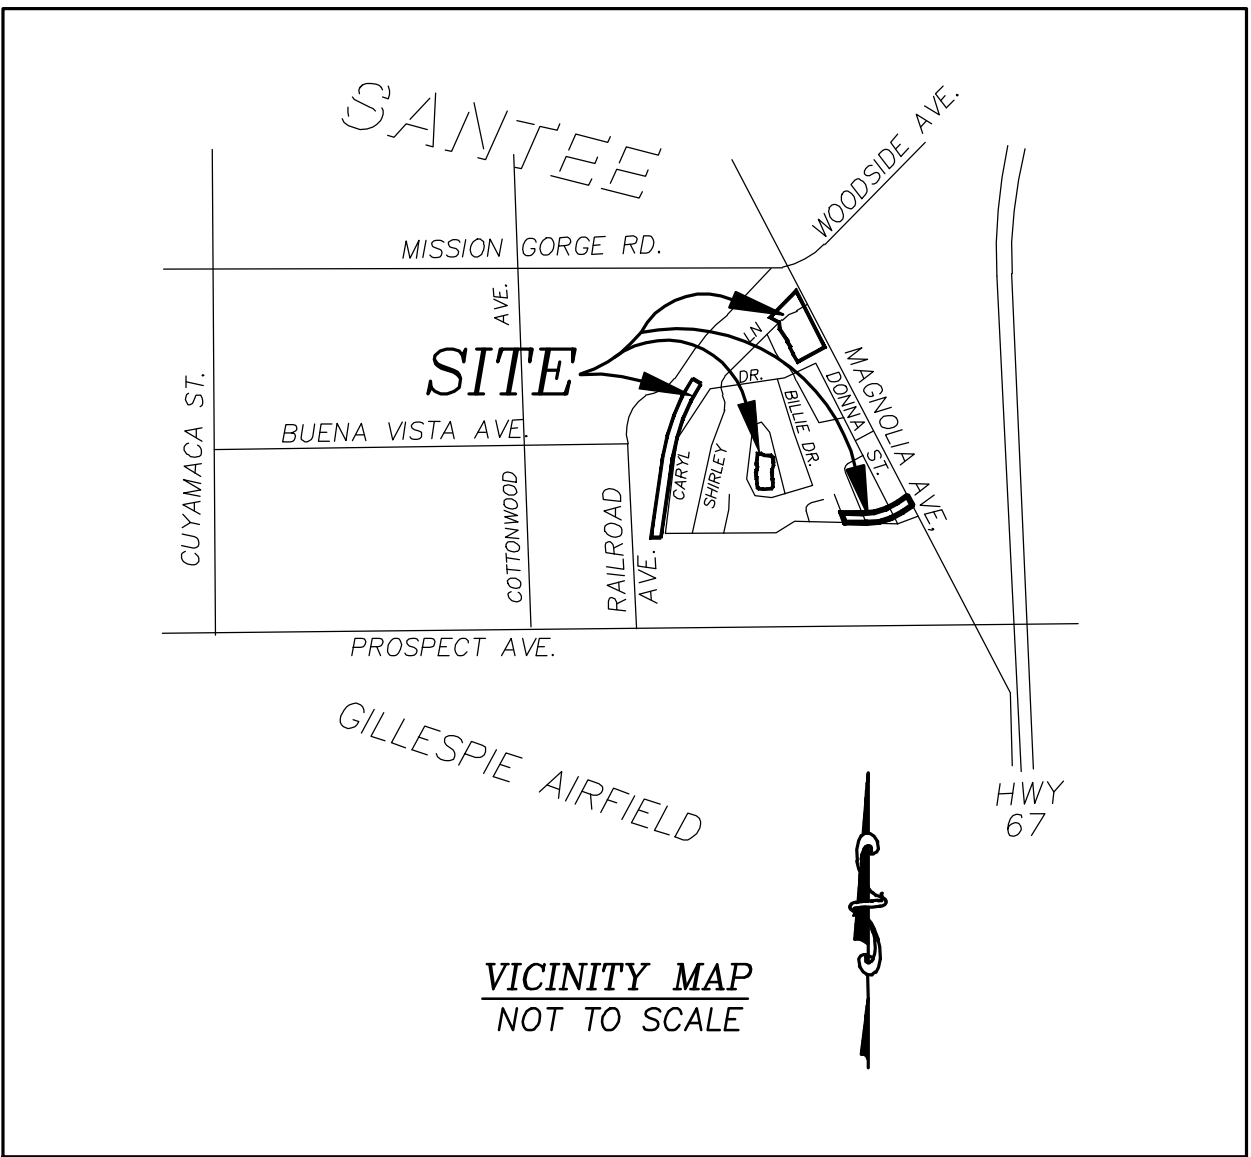 SANTEE
WOODSIDE AVE.
MISSION GORGE RD.
AVE.
LN
SITE
MAGNOLIA AVE,
CUYAMACA ST.
DR.
DONNA ST.
BILLIE DR.
BUENA VISTA AVE.
CARYL
SHIRLEY
COTTONWOOD
RAILROAD
AVE.
PROSPECT AVE.
GILLESPIE AIRFIELD
HWY
67
VICINITY MAP
NOT TO SCALE